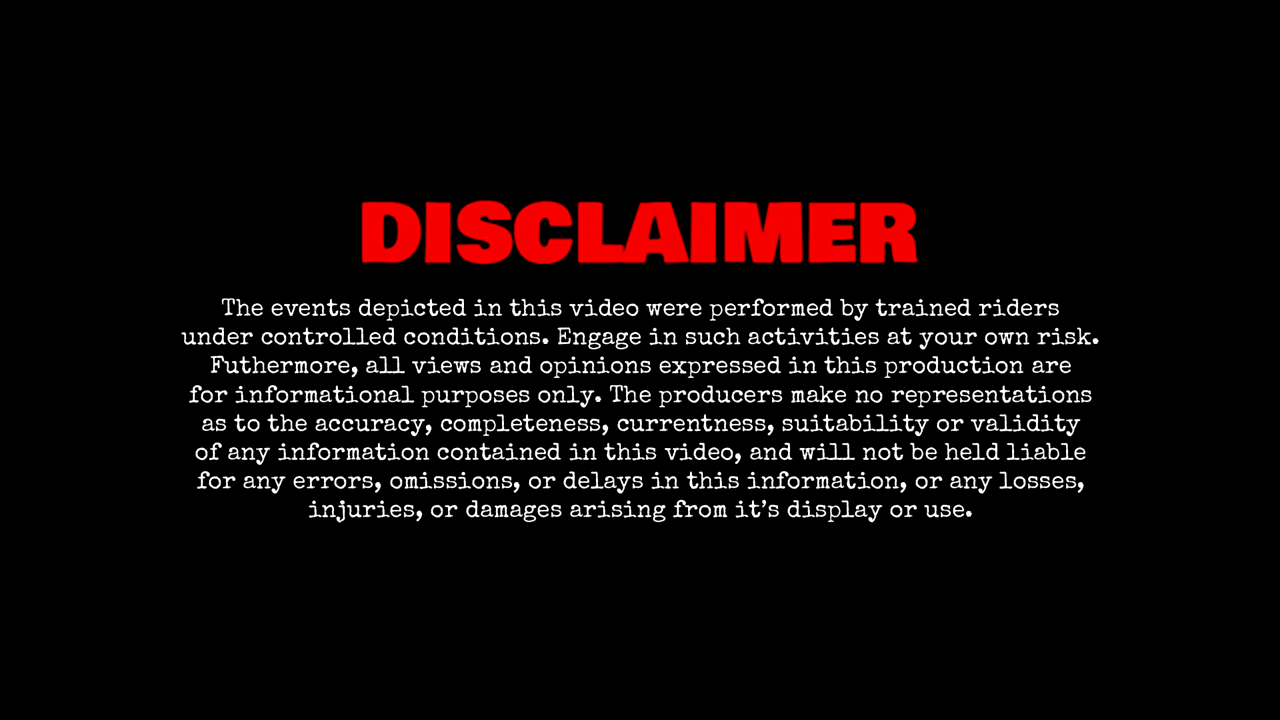 DISCLAIMER
The events depicted in this video were performed by trained riders
under controlled conditions. Engage in such activities at your own risk.
Futhermore, all views and opinions expressed in this production are
for informational purposes only. The producers make no representations
as to the accuracy, completeness, currentness, suitability or validity
of any information contained in this video, and will not be held liable
for any errors, omissions, or delays in this information, or any losses,
injuries, or damages arising from it’s display or use.